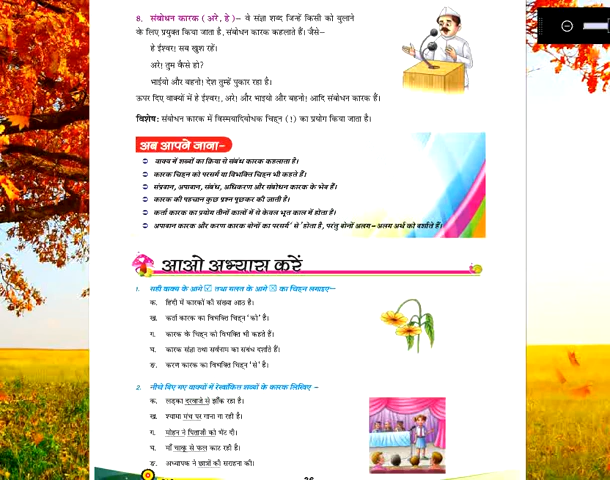 8. संबोधन कारक (अरे, हे)– वे संज्ञा शब्द जिन्हें किसी को बुलाने
के लिए प्रयुक्त किया जाता है, संबोधन कारक कहलाते हैं। जैसे–
हे ईश्वर! सब खुश रहें।
अरे! तुम कैसे हो?
भाईयो और बहनो! देश तुम्हें पुकार रहा है।
ऊपर दिए वाक्यों में हे ईश्वर!, अरे! और भाइयो और बहनो! आदि संबोधन कारक हैं।
विशेष: संबोधन कारक में विस्मयादिबोधक चिह्न (!) का प्रयोग किया जाता है।
अब आपने जाना-
वाक्य में शब्दों का क्रिया से संबंध कारक कहलाता है।
कारक चिह्न को परसर्ग या विभक्ति चिह्न भी कहते हैं।
संप्रदान, अपादान, संबंध, अधिकरण और संबोधन कारक के भेद हैं।
कारक की पहचान कुछ प्रश्न पूछकर की जाती है।
कर्ता कारक का प्रयोग तीनों कालों में से केवल भूत काल में होता है।
अपादान कारक और करण कारक दोनों का परसर्ग 'से' होता है, परंतु दोनों अलग-अलग अर्थ को दर्शाते हैं।
आओ अभ्यास करें
1. सही वाक्य के आगे ☑ तथा गलत के आगे ☒ का चिह्न लगाइए–
क. हिंदी में कारकों की संख्या आठ है।
ख. कर्ता कारक का विभक्ति चिह्न 'को' है।
ग. कारक के चिह्न को विभक्ति भी कहते हैं।
घ. कारक संज्ञा तथा सर्वनाम का संबंध दर्शाते हैं।
ङ. करण कारक का विभक्ति चिह्न 'से' है।
2. नीचे दिए गए वाक्यों में रेखांकित शब्दों के कारक लिखिए –
क. लड़का दरवाजे से झाँक रहा है।
ख. श्यामा मंच पर गाना गा रही है।
ग. मोहन ने पिताजी को भेंट दी।
घ. माँ चाकू से फल काट रही है।
ङ. अध्यापक ने छात्रों की सराहना की।